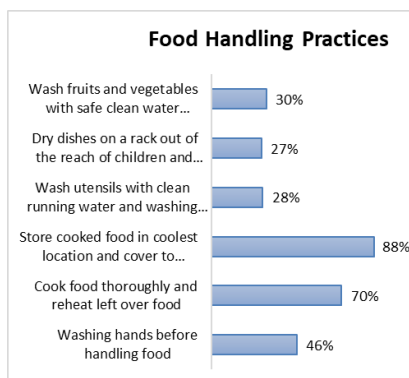 Food Handling Practices
Wash fruits and vegetables
with safe clean water...
30%
Dry dishes on a rack out of
the reach of children and...
27%
Wash utensils with clean
running water and washing...
28%
Store cooked food in coolest
location and cover to...
88%
Cook food thoroughly and
reheat left over food
70%
Washing hands before
handling food
46%